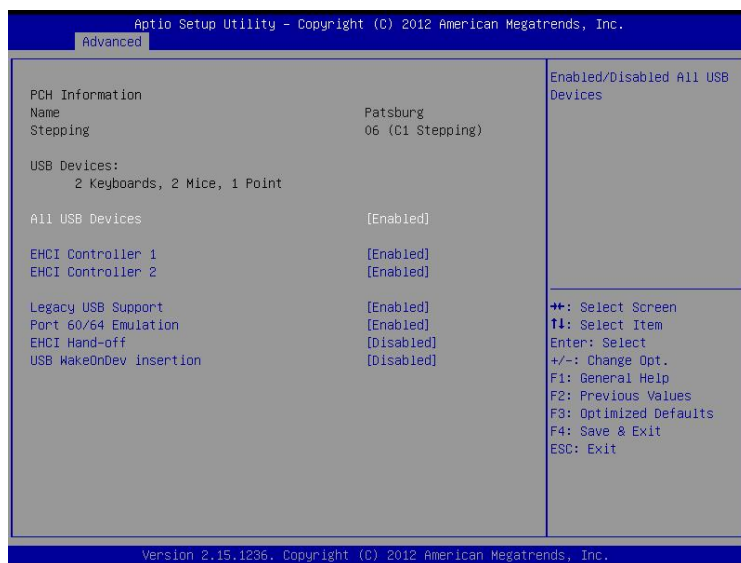 Aptio Setup Utility – Copyright (C) 2012 American Megatrends, Inc.
Advanced
PCH Information
Name Patsburg
Stepping 06 (C1 Stepping)
USB Devices:
2 Keyboards, 2 Mice, 1 Point
All USB Devices [Enabled]
EHCI Controller 1 [Enabled]
EHCI Controller 2 [Enabled]
Legacy USB Support [Enabled]
Port 60/64 Emulation [Enabled]
EHCI Hand-off [Disabled]
USB WakeOnDev insertion [Disabled]
Enabled/Disabled All USB
Devices
→←: Select Screen
↑↓: Select Item
Enter: Select
+/-: Change Opt.
F1: General Help
F2: Previous Values
F3: Optimized Defaults
F4: Save & Exit
ESC: Exit
Version 2.15.1236. Copyright (C) 2012 American Megatrends, Inc.